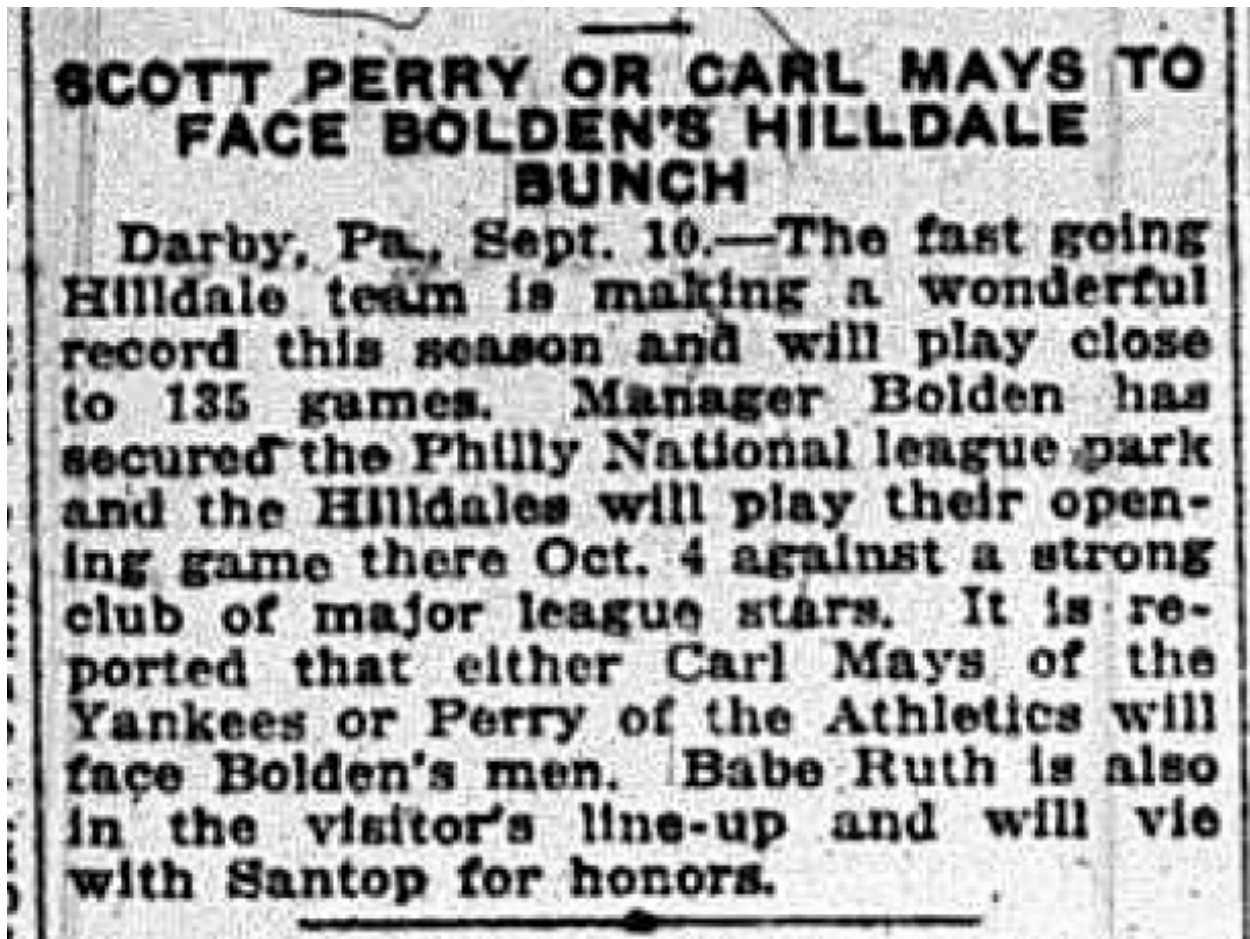 SCOTT PERRY OR CARL MAYS TO
FACE BOLDEN'S HILLDALE
BUNCH
Darby, Pa., Sept. 10.—The fast going
Hilldale team is making a wonderful
record this season and will play close
to 135 games. Manager Bolden has
secured the Philly National league park
and the Hilldales will play their open-
ing game there Oct. 4 against a strong
club of major league stars. It is re-
ported that either Carl Mays of the
Yankees or Perry of the Athletics will
face Bolden's men. Babe Ruth is also
in the visitor's line-up and will vie
with Santop for honors.